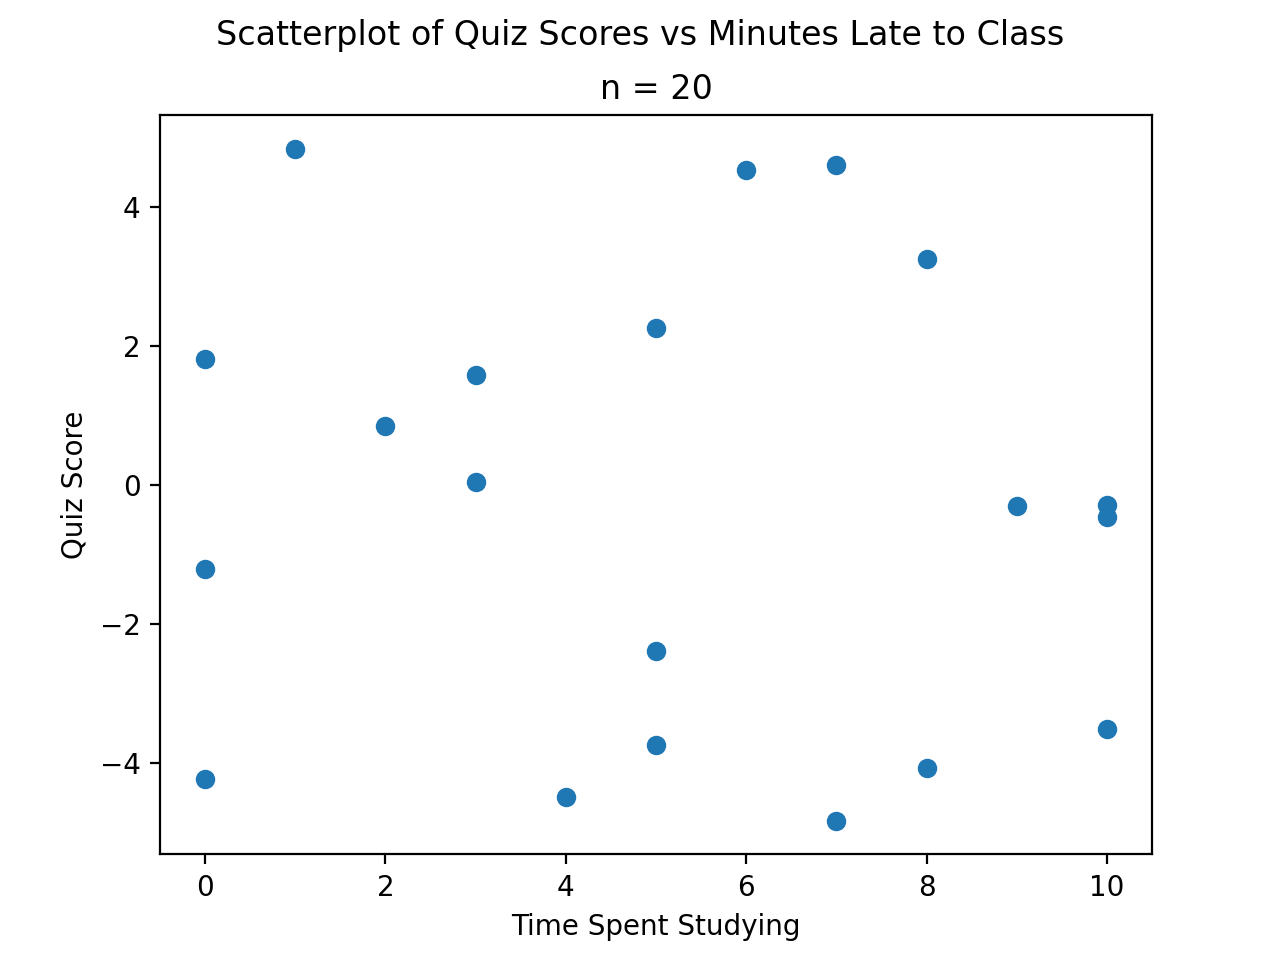 Scatterplot of Quiz Scores vs Minutes Late to Class
n = 20
4
2
0
−2
−4
Quiz Score
0 2 4 6 8 10
Time Spent Studying